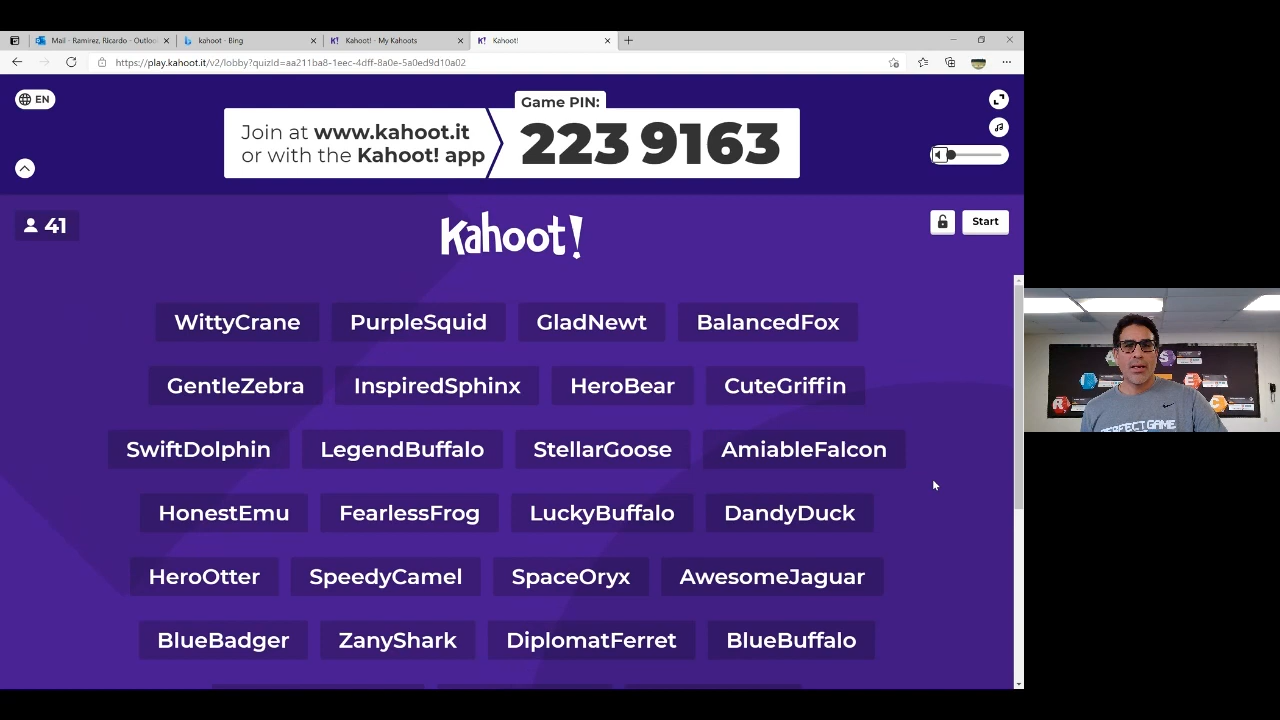 Mail - Ramirez, Ricardo - Outloo
kahoot - Bing
Kahoot! - My Kahoots
Kahoot!
https://play.kahoot.it/v2/lobby?quizId=aa211ba8-1eec-4dff-8a0e-5a0ed9d10a02
EN
Game PIN:
Join at www.kahoot.it
or with the Kahoot! app
223 9163
41
Kahoot!
Start
WittyCrane PurpleSquid GladNewt BalancedFox
GentleZebra InspiredSphinx HeroBear CuteGriffin
SwiftDolphin LegendBuffalo StellarGoose AmiableFalcon
HonestEmu FearlessFrog LuckyBuffalo DandyDuck
HeroOtter SpeedyCamel SpaceOryx AwesomeJaguar
BlueBadger ZanyShark DiplomatFerret BlueBuffalo
S
E
R
C
PERFECT GAME